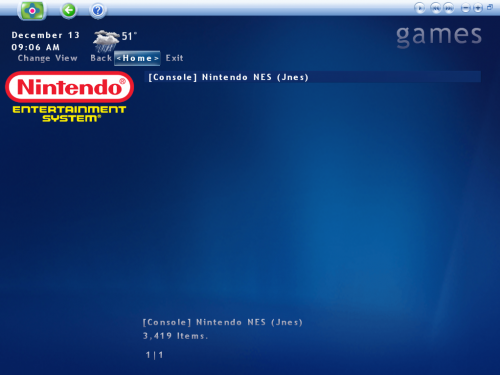 December 13
09:06 AM
51°
games
Change View Back <Home> Exit
Nintendo®
ENTERTAINMENT
SYSTEM®
[Console] Nintendo NES (Jnes)
[Console] Nintendo NES (Jnes)
3,419 Items.
1|1